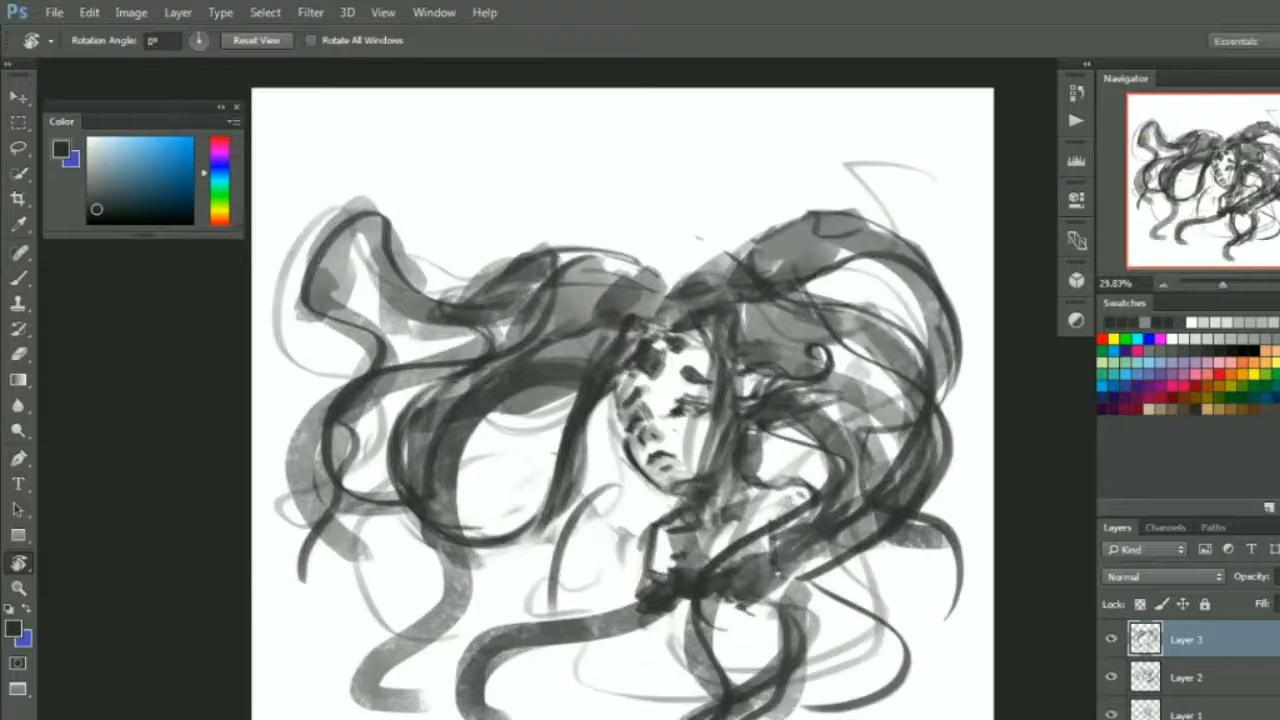 Ps File Edit Image Layer Type Select Filter 3D View Window Help
Rotation Angle: 0° Reset View Rotate All Windows Essentials
Color
Navigator
29.83%
Swatches
Layers Channels Paths
Kind T
Normal Opacity:
Lock: Fill:
Layer 3
Layer 2
Layer 1